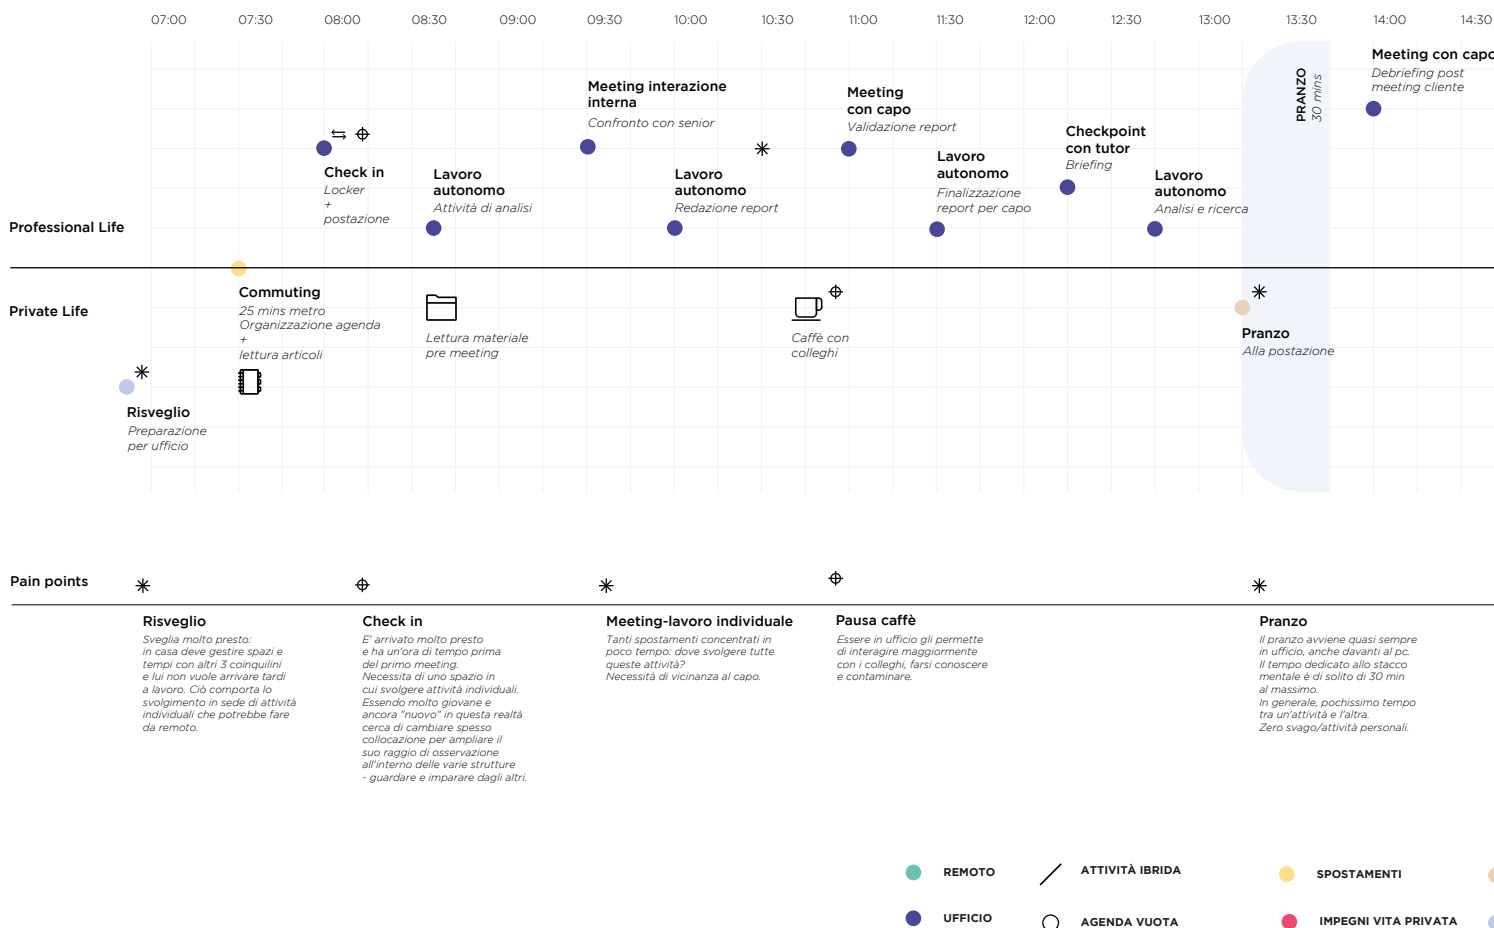 07:00 07:30 08:00 08:30 09:00 09:30 10:00 10:30 11:00 11:30 12:00 12:30 13:00 13:30 14:00 14:30
Professional Life
Check in
Locker
+
postazione
Lavoro
autonomo
Attività di analisi
Meeting interazione
interna
Confronto con senior
Lavoro
autonomo
Redazione report
Meeting
con capo
Validazione report
Lavoro
autonomo
Finalizzazione
report per capo
Checkpoint
con tutor
Briefing
Lavoro
autonomo
Analisi e ricerca
PRANZO
30 mins
Meeting con capo
Debriefing post
meeting cliente
Private Life
Risveglio
Preparazione
per ufficio
Commuting
25 mins metro
Organizzazione agenda
+
lettura articoli
Lettura materiale
pre meeting
Caffè con
colleghi
Pranzo
Alla postazione
Pain points
Risveglio
Sveglia molto presto:
in casa deve gestire spazi e
tempi con altri 3 coinquilini
e lui non vuole arrivare tardi
a lavoro. Ciò comporta lo
svolgimento in sede di attività
individuali che potrebbe fare
da remoto.
Check in
E' arrivato molto presto
e ha un'ora di tempo prima
del primo meeting.
Necessita di uno spazio in
cui svolgere attività individuali.
Essendo molto giovane e
ancora "nuovo" in questa realtà
cerca di cambiare spesso
collocazione per ampliare il
suo raggio di osservazione
all'interno delle varie strutture
- guardare e imparare dagli altri.
Meeting-lavoro individuale
Tanti spostamenti concentrati in
poco tempo: dove svolgere tutte
queste attività?
Necessità di vicinanza al capo.
Pausa caffè
Essere in ufficio gli permette
di interagire maggiormente
con i colleghi, farsi conoscere
e contaminare.
Pranzo
Il pranzo avviene quasi sempre
in ufficio, anche davanti al pc.
Il tempo dedicato allo stacco
mentale è di solito di 30 min
al massimo.
In generale, pochissimo tempo
tra un'attività e l'altra.
Zero svago/attività personali.
REMOTO
ATTIVITÀ IBRIDA
SPOSTAMENTI
UFFICIO
AGENDA VUOTA
IMPEGNI VITA PRIVATA